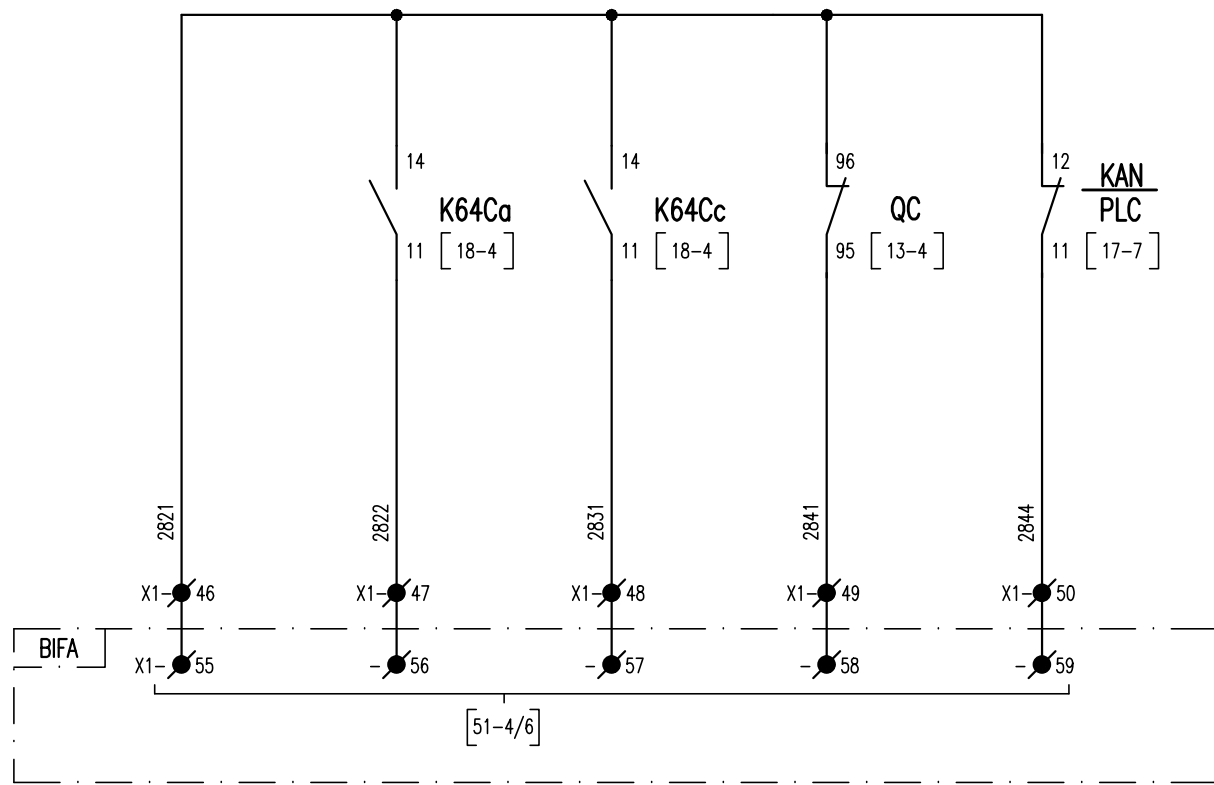 14
K64Ca
11
18-4
14
K64Cc
11
18-4
96
QC
95
13-4
12
KAN
PLC
11
17-7
2821
2822
2831
2841
2844
X1- 46
X1- 47
X1- 48
X1- 49
X1- 50
BIFA
X1- 55
- 56
- 57
- 58
- 59
[51-4/6]